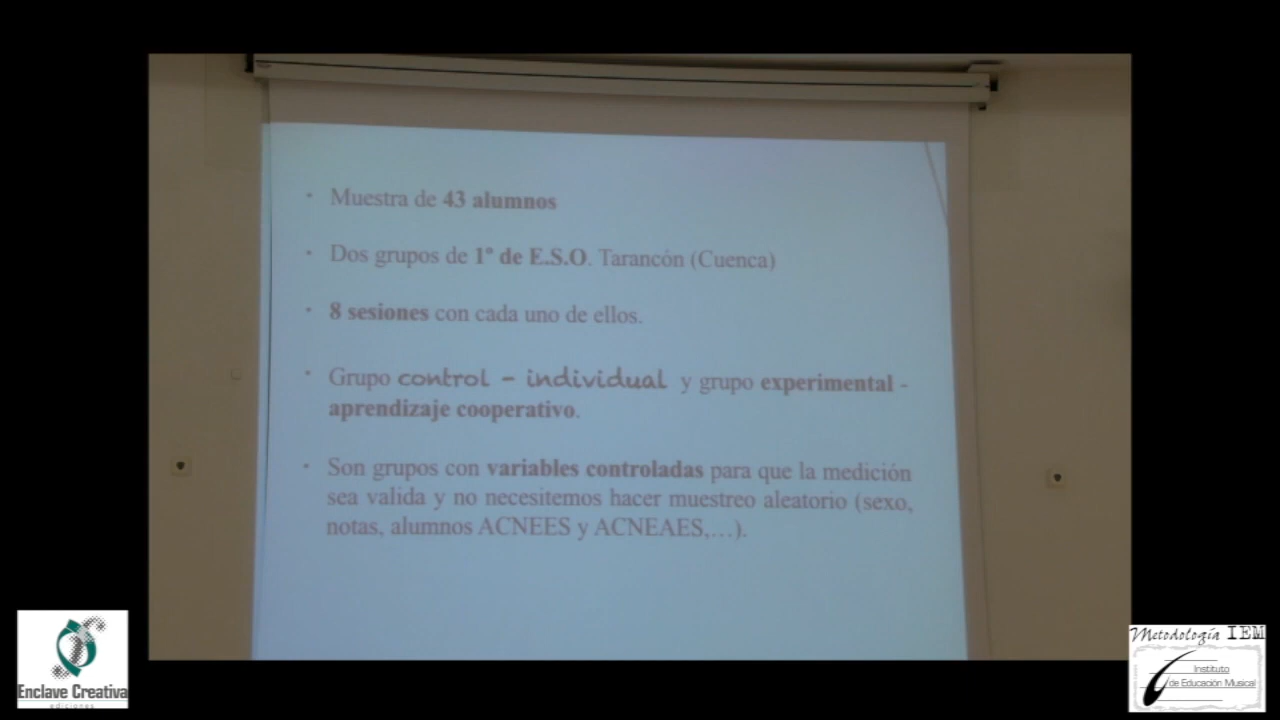 • Muestra de 43 alumnos
• Dos grupos de 1º de E.S.O. Tarancón (Cuenca)
• 8 sesiones con cada uno de ellos.
• Grupo control - individual y grupo experimental -
aprendizaje cooperativo.
• Son grupos con variables controladas para que la medición
sea valida y no necesitemos hacer muestreo aleatorio (sexo,
notas, alumnos ACNEES y ACNEAES,…).
Enclave Creativa
ediciones
Metodología IEM
Instituto
de Educación Musical